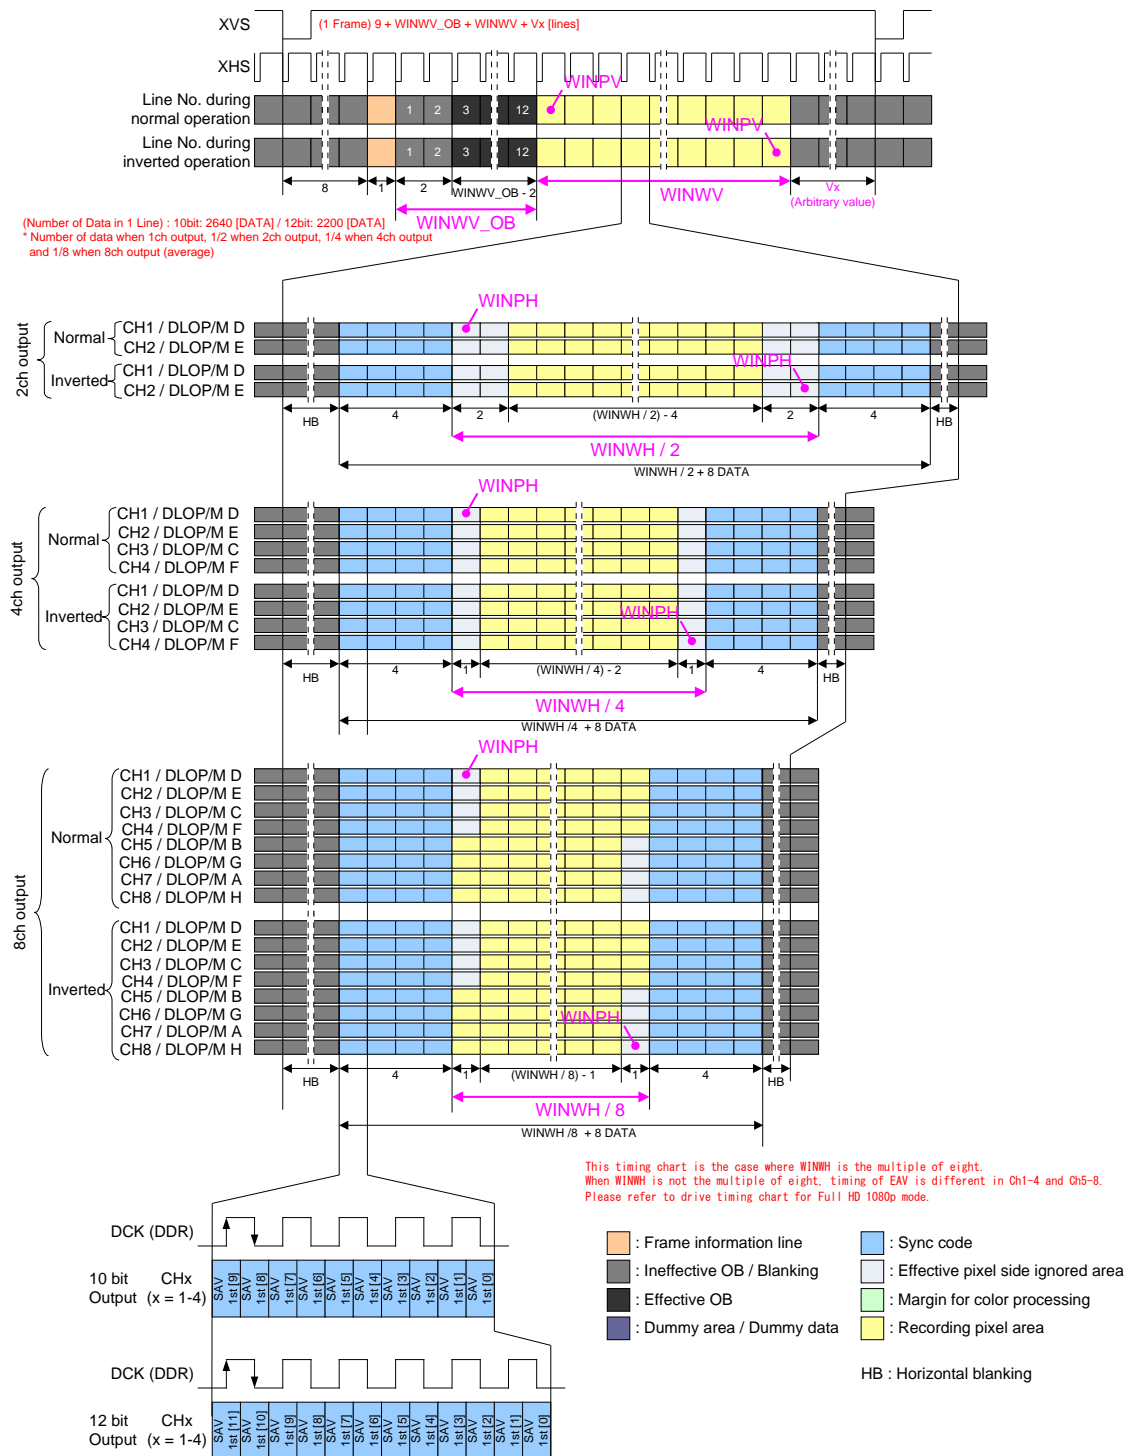 XVS
(1 Frame) 9 + WINWV_OB + WINWV + Vx [lines]
XHS
WINPV
Line No. during
normal operation
1 2 3 12
WINPV
Line No. during
inverted operation
1 2 3 12
8 1 2 WINWV_OB - 2 WINWV Vx
(Arbitrary value)
WINWV_OB
(Number of Data in 1 Line) : 10bit: 2640 [DATA] / 12bit: 2200 [DATA]
* Number of data when 1ch output, 1/2 when 2ch output, 1/4 when 4ch output
and 1/8 when 8ch output (average)
2ch output
WINPH
Normal
CH1 / DLOP/M D
CH2 / DLOP/M E
WINPH
Inverted
CH1 / DLOP/M D
CH2 / DLOP/M E
HB 4 2 (WINWH / 2) - 4 2 4 HB
WINWH / 2
WINWH / 2 + 8 DATA
4ch output
WINPH
Normal
CH1 / DLOP/M D
CH2 / DLOP/M E
CH3 / DLOP/M C
CH4 / DLOP/M F
Inverted
CH1 / DLOP/M D
CH2 / DLOP/M E
CH3 / DLOP/M C
CH4 / DLOP/M F
WINPH
HB 4 1 (WINWH / 4) - 2 1 4 HB
WINWH / 4
WINWH /4 + 8 DATA
8ch output
WINPH
Normal
CH1 / DLOP/M D
CH2 / DLOP/M E
CH3 / DLOP/M C
CH4 / DLOP/M F
CH5 / DLOP/M B
CH6 / DLOP/M G
CH7 / DLOP/M A
CH8 / DLOP/M H
Inverted
CH1 / DLOP/M D
CH2 / DLOP/M E
CH3 / DLOP/M C
CH4 / DLOP/M F
CH5 / DLOP/M B
CH6 / DLOP/M G
CH7 / DLOP/M A
CH8 / DLOP/M H
WINPH
HB 4 1 (WINWH / 8) - 1 1 4 HB
WINWH / 8
WINWH /8 + 8 DATA
This timing chart is the case where WINWH is the multiple of eight.
When WINWH is not the multiple of eight, timing of EAV is different in Ch1-4 and Ch5-8.
Please refer to drive timing chart for Full HD 1080p mode.
DCK (DDR)
10 bit CHx
Output (x = 1-4)
SAV 1st [9]
SAV 1st [8]
SAV 1st [7]
SAV 1st [6]
SAV 1st [5]
SAV 1st [4]
SAV 1st [3]
SAV 1st [2]
SAV 1st [1]
SAV 1st [0]
DCK (DDR)
12 bit CHx
Output (x = 1-4)
SAV 1st [11]
SAV 1st [10]
SAV 1st [9]
SAV 1st [8]
SAV 1st [7]
SAV 1st [6]
SAV 1st [5]
SAV 1st [4]
SAV 1st [3]
SAV 1st [2]
SAV 1st [1]
SAV 1st [0]
: Frame information line
: Ineffective OB / Blanking
: Effective OB
: Dummy area / Dummy data
: Sync code
: Effective pixel side ignored area
: Margin for color processing
: Recording pixel area
HB : Horizontal blanking